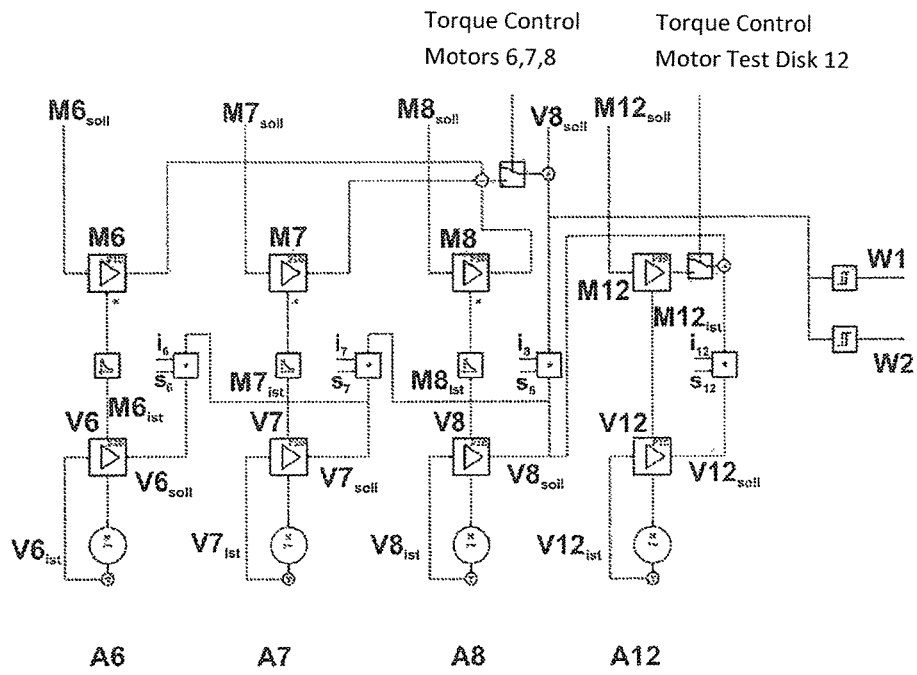 Torque Control
Motors 6,7,8
Torque Control
Motor Test Disk 12
M6soll
M7soll
M8soll
V8soll
M12soll
M6
M7
M8
M12
W1
W2
M12ist
i6
s6
i7
s7
i8
s8
i12
s12
M6ist
M7ist
M8ist
V6
V7
V8
V12
V6soll
V7soll
V8soll
V12soll
V6ist
V7ist
V8ist
V12ist
A6
A7
A8
A12